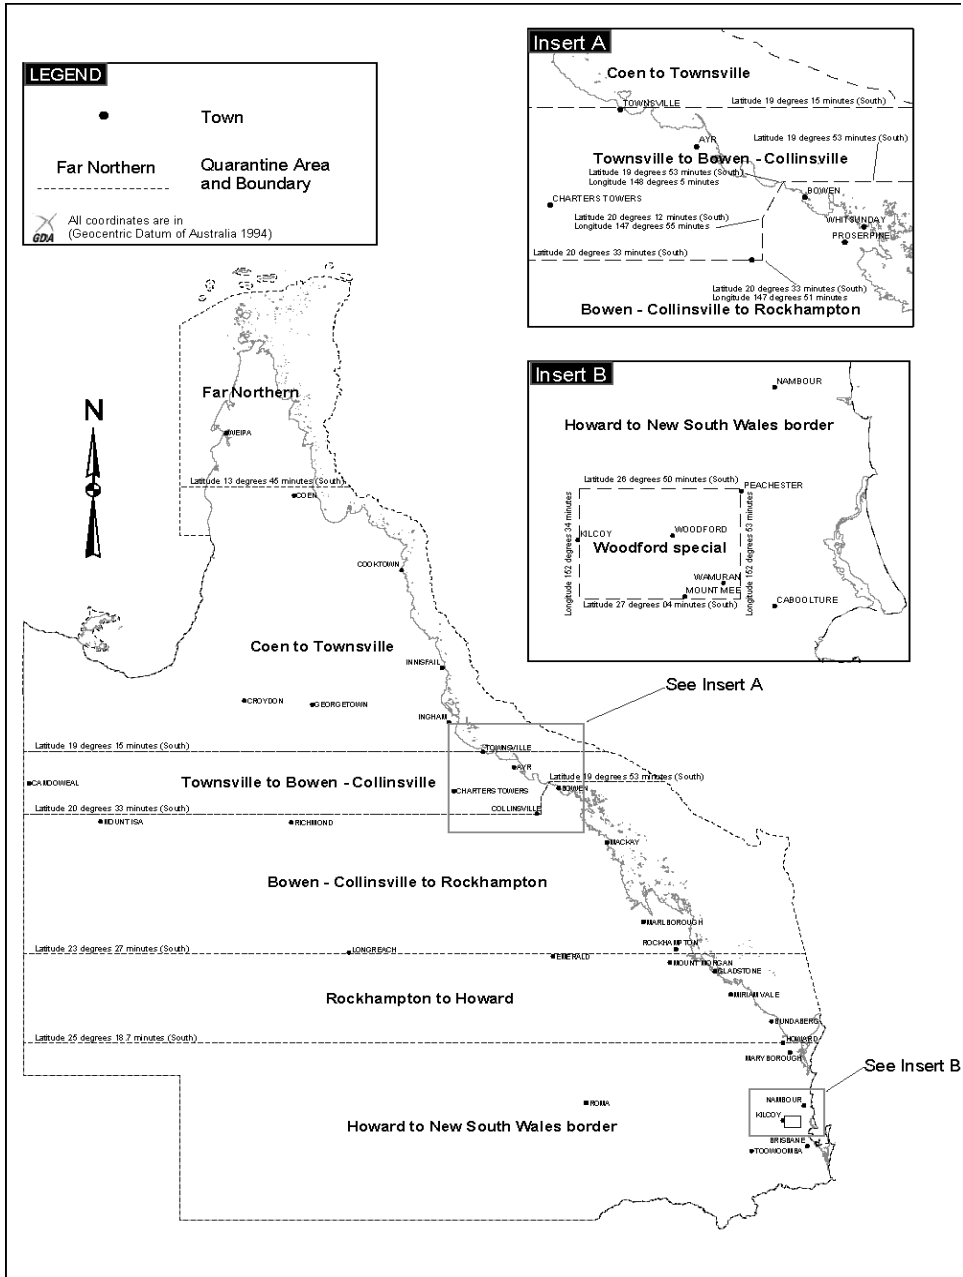 LEGEND
Town
Far Northern
Quarantine Area
and Boundary
GDA
All coordinates are in
(Geocentric Datum of Australia 1994)
Insert A
Coen to Townsville
TOWNSVILLE
Latitude 19 degrees 15 minutes (South)
AYR
Latitude 19 degrees 53 minutes (South)
Townsville to Bowen - Collinsville
Latitude 19 degrees 53 minutes (South)
Longitude 148 degrees 5 minutes
BOWEN
CHARTERS TOWERS
Latitude 20 degrees 12 minutes (South)
Longitude 147 degrees 55 minutes
WHITSUNDAY
PROSERPINE
Latitude 20 degrees 33 minutes (South)
Latitude 20 degrees 33 minutes (South)
Longitude 147 degrees 51 minutes
Bowen - Collinsville to Rockhampton
Insert B
NAMBOUR
Howard to New South Wales border
Latitude 26 degrees 50 minutes (South)
PEACHESTER
Longitude 152 degrees 34 minutes
Longitude 152 degrees 53 minutes
KILCOY
WOODFORD
Woodford special
WAMURAN
MOUNT MEE
Latitude 27 degrees 04 minutes (South)
CABOOLTURE
N
Far Northern
WEIPA
Latitude 13 degrees 45 minutes (South)
COEN
COOKTOWN
Coen to Townsville
INNISFAIL
CROYDON
GEORGETOWN
INGHAM
See Insert A
Latitude 19 degrees 15 minutes (South)
TOWNSVILLE
AYR
CAMOOWEAL
Townsville to Bowen - Collinsville
CHARTERS TOWERS
Latitude 19 degrees 53 minutes (South)
BOWEN
Latitude 20 degrees 33 minutes (South)
COLLINSVILLE
MOUNT ISA
RICHMOND
MACKAY
Bowen - Collinsville to Rockhampton
MARLBOROUGH
ROCKHAMPTON
Latitude 23 degrees 27 minutes (South)
LONGREACH
EMERALD
MOUNT MORGAN
GLADSTONE
Rockhampton to Howard
MIRIAM VALE
BUNDABERG
Latitude 25 degrees 18.7 minutes (South)
HOWARD
MARYBOROUGH
See Insert B
ROMA
NAMBOUR
KILCOY
Howard to New South Wales border
BRISBANE
TOOWOOMBA